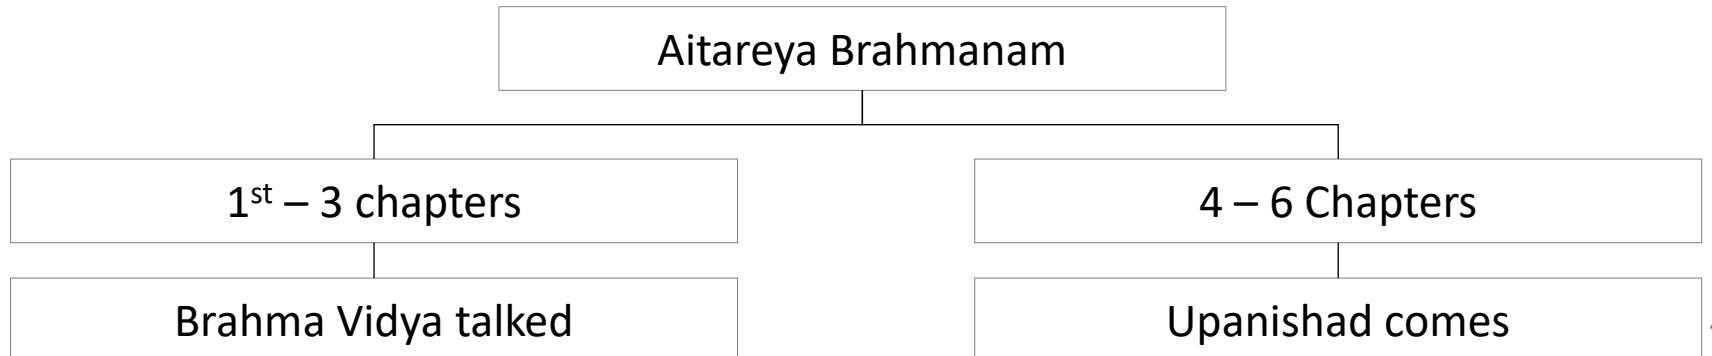 Aitareya Brahmanam
1st – 3 chapters
4 – 6 Chapters
Brahma Vidya talked
Upanishad comes